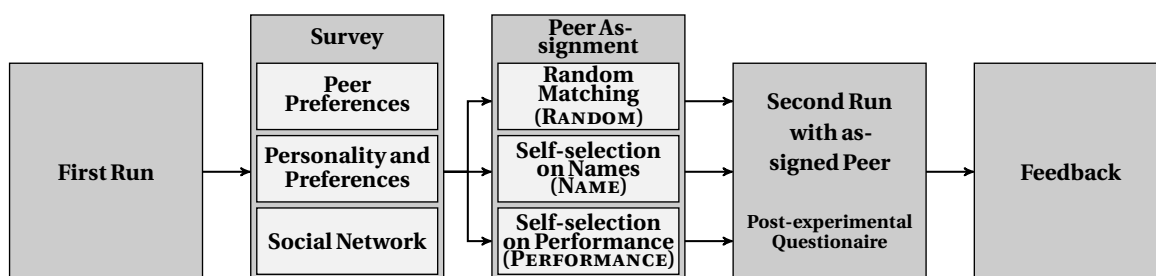 First Run
Survey
Peer
Preferences
Personality and
Preferences
Social Network
Peer As-
signment
Random
Matching
(RANDOM)
Self-selection
on Names
(NAME)
Self-selection
on Performance
(PERFORMANCE)
Second Run
with as-
signed Peer
Post-experimental
Questionaire
Feedback